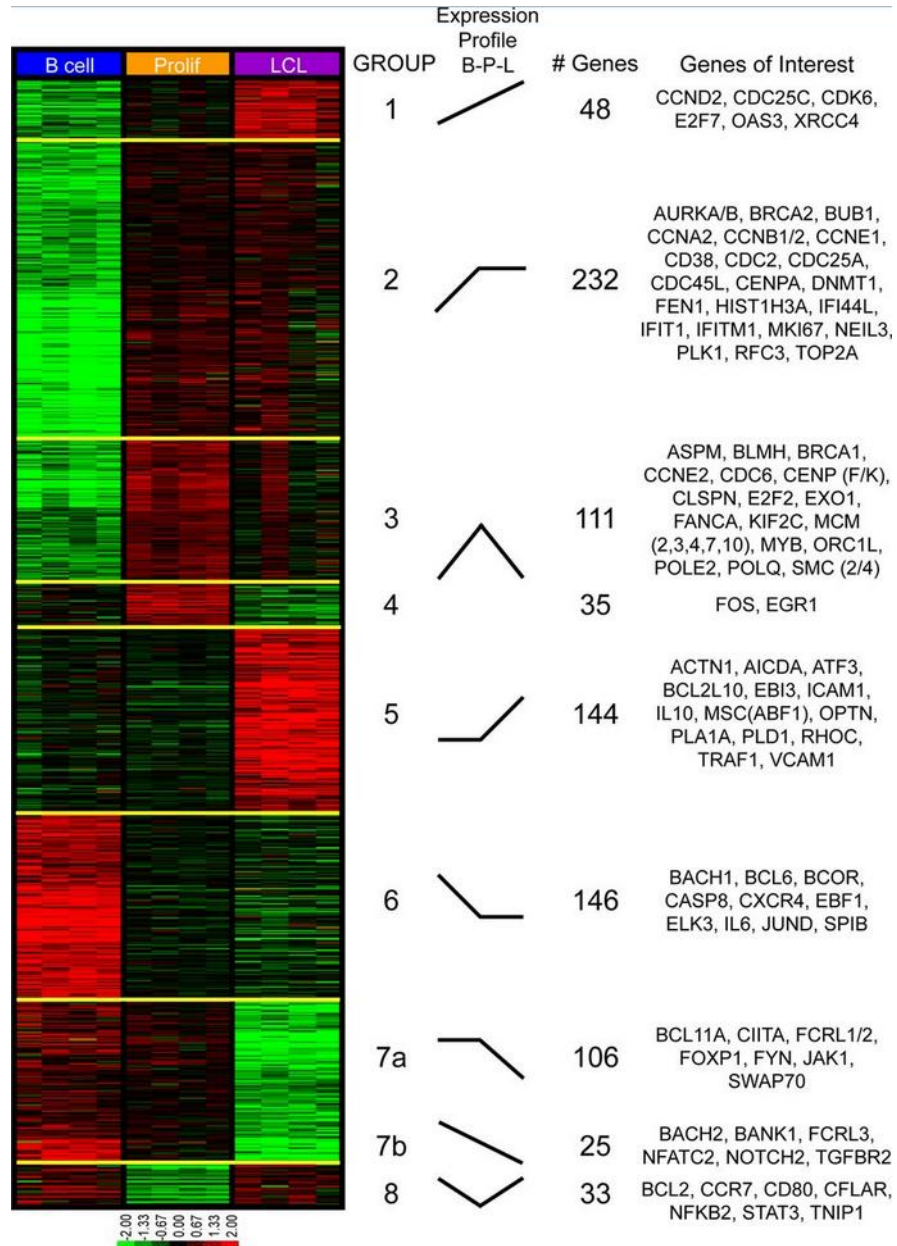 Expression
Profile
B cell Prolif LCL GROUP B-P-L # Genes Genes of Interest
1 48 CCND2, CDC25C, CDK6,
E2F7, OAS3, XRCC4
2 232 AURKA/B, BRCA2, BUB1,
CCNA2, CCNB1/2, CCNE1,
CD38, CDC2, CDC25A,
CDC45L, CENPA, DNMT1,
FEN1, HIST1H3A, IFI44L,
IFIT1, IFITM1, MKI67, NEIL3,
PLK1, RFC3, TOP2A
3 111 ASPM, BLMH, BRCA1,
CCNE2, CDC6, CENP (F/K),
CLSPN, E2F2, EXO1,
FANCA, KIF2C, MCM
(2,3,4,7,10), MYB, ORC1L,
POLE2, POLQ, SMC (2/4)
4 35 FOS, EGR1
5 144 ACTN1, AICDA, ATF3,
BCL2L10, EBI3, ICAM1,
IL10, MSC(ABF1), OPTN,
PLA1A, PLD1, RHOC,
TRAF1, VCAM1
6 146 BACH1, BCL6, BCOR,
CASP8, CXCR4, EBF1,
ELK3, IL6, JUND, SPIB
7a 106 BCL11A, CIITA, FCRL1/2,
FOXP1, FYN, JAK1,
SWAP70
7b 25 BACH2, BANK1, FCRL3,
NFATC2, NOTCH2, TGFBR2
8 33 BCL2, CCR7, CD80, CFLAR,
NFKB2, STAT3, TNIP1
-2.00 -1.33 -0.67 0.00 0.67 1.33 2.00